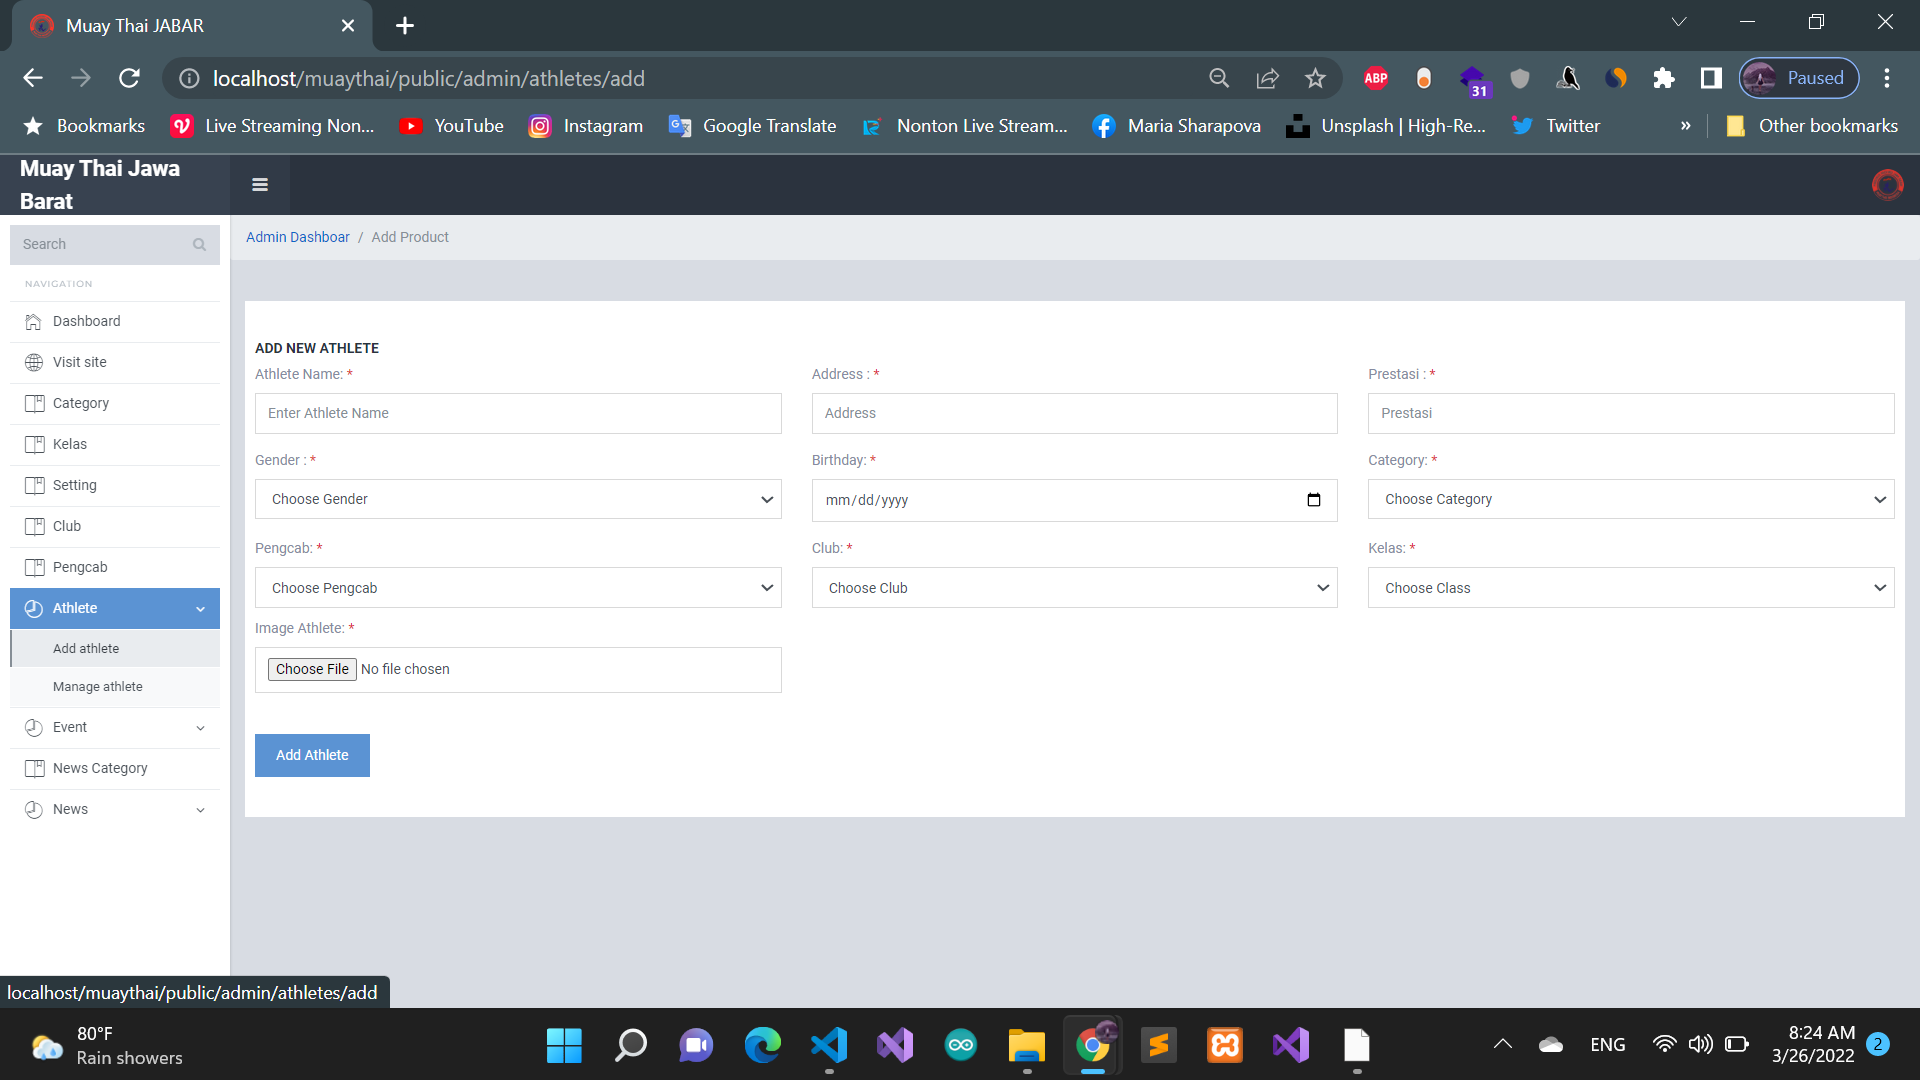 Muay Thai JABAR
localhost/muaythai/public/admin/athletes/add
ABP
31
Paused
Bookmarks
Live Streaming Non...
YouTube
Instagram
Google Translate
Nonton Live Stream...
Maria Sharapova
Unsplash | High-Re...
Twitter
»
Other bookmarks
Muay Thai Jawa
Barat
Search
NAVIGATION
Dashboard
Visit site
Category
Kelas
Setting
Club
Pengcab
Athlete
Add athlete
Manage athlete
Event
News Category
News
Admin Dashboar / Add Product
ADD NEW ATHLETE
Athlete Name: *
Enter Athlete Name
Address : *
Address
Prestasi : *
Prestasi
Gender : *
Choose Gender
Birthday: *
mm/dd/yyyy
Category: *
Choose Category
Pengcab: *
Choose Pengcab
Club: *
Choose Club
Kelas: *
Choose Class
Image Athlete: *
Choose File No file chosen
Add Athlete
localhost/muaythai/public/admin/athletes/add
80°F
Rain showers
ENG
8:24 AM
3/26/2022
2